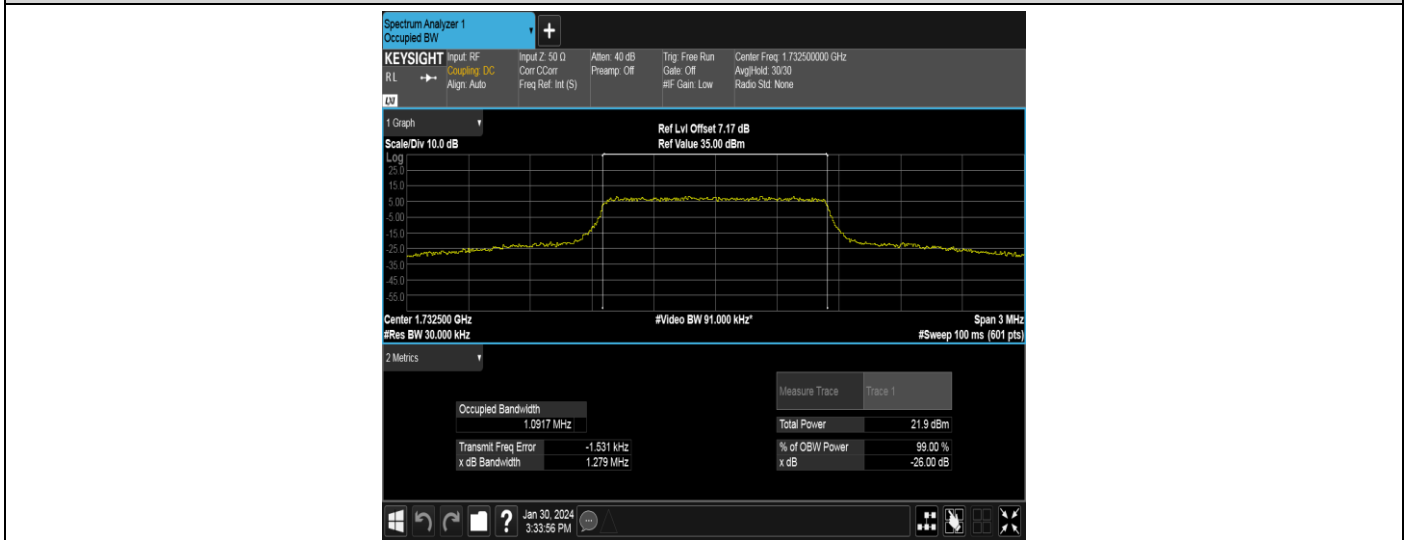 Spectrum Analyzer 1
Occupied BW
+
KEYSIGHT
RL
LXI
Input: RF
Coupling: DC
Align: Auto
Input Z: 50 Ω
Corr CCorr
Freq Ref: Int (S)
Atten: 40 dB
Preamp: Off
Trig: Free Run
Gate: Off
#IF Gain: Low
Center Freq: 1.732500000 GHz
Avg|Hold: 30/30
Radio Std: None
1 Graph
Scale/Div 10.0 dB
Ref Lvl Offset 7.17 dB
Ref Value 35.00 dBm
Log
25.0
15.0
5.00
-5.00
-15.0
-25.0
-35.0
-45.0
-55.0
Center 1.732500 GHz
#Res BW 30.000 kHz
#Video BW 91.000 kHz*
Span 3 MHz
#Sweep 100 ms (601 pts)
2 Metrics
Measure Trace Trace 1
Occupied Bandwidth
1.0917 MHz
Total Power 21.9 dBm
Transmit Freq Error -1.531 kHz
% of OBW Power 99.00 %
x dB Bandwidth 1.279 MHz
x dB -26.00 dB
?
Jan 30, 2024
3:33:56 PM